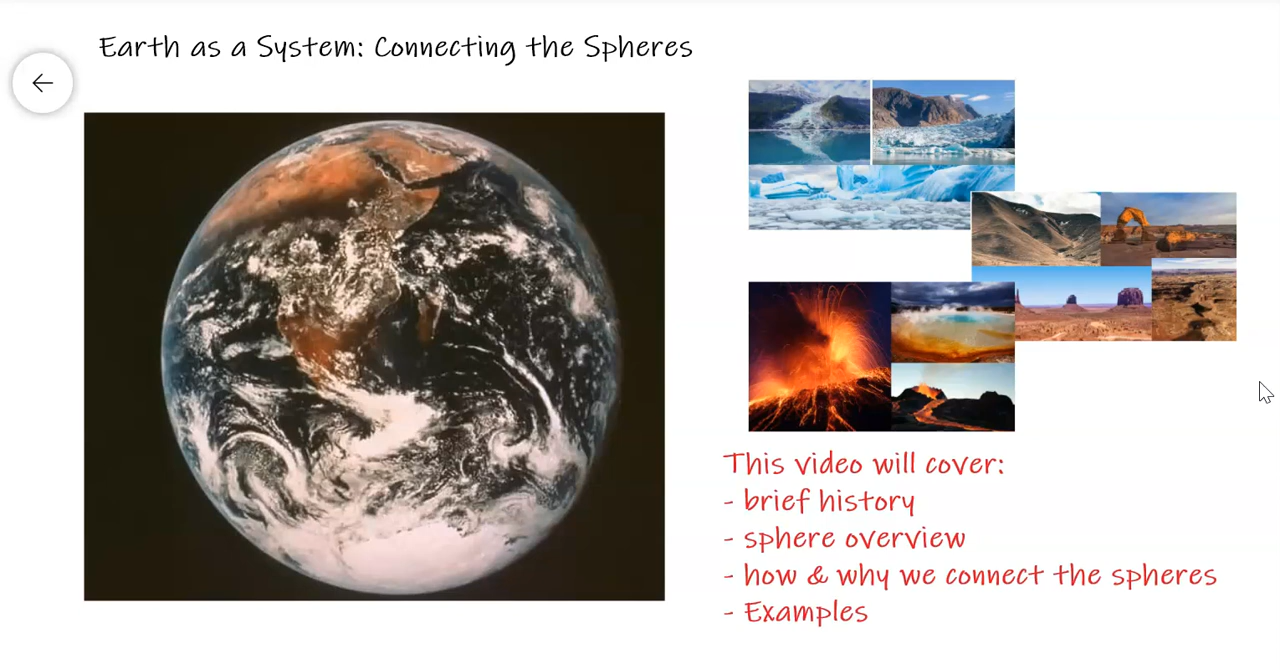 Earth as a System: Connecting the Spheres
This video will cover:
- brief history
- sphere overview
- how & why we connect the spheres
- Examples